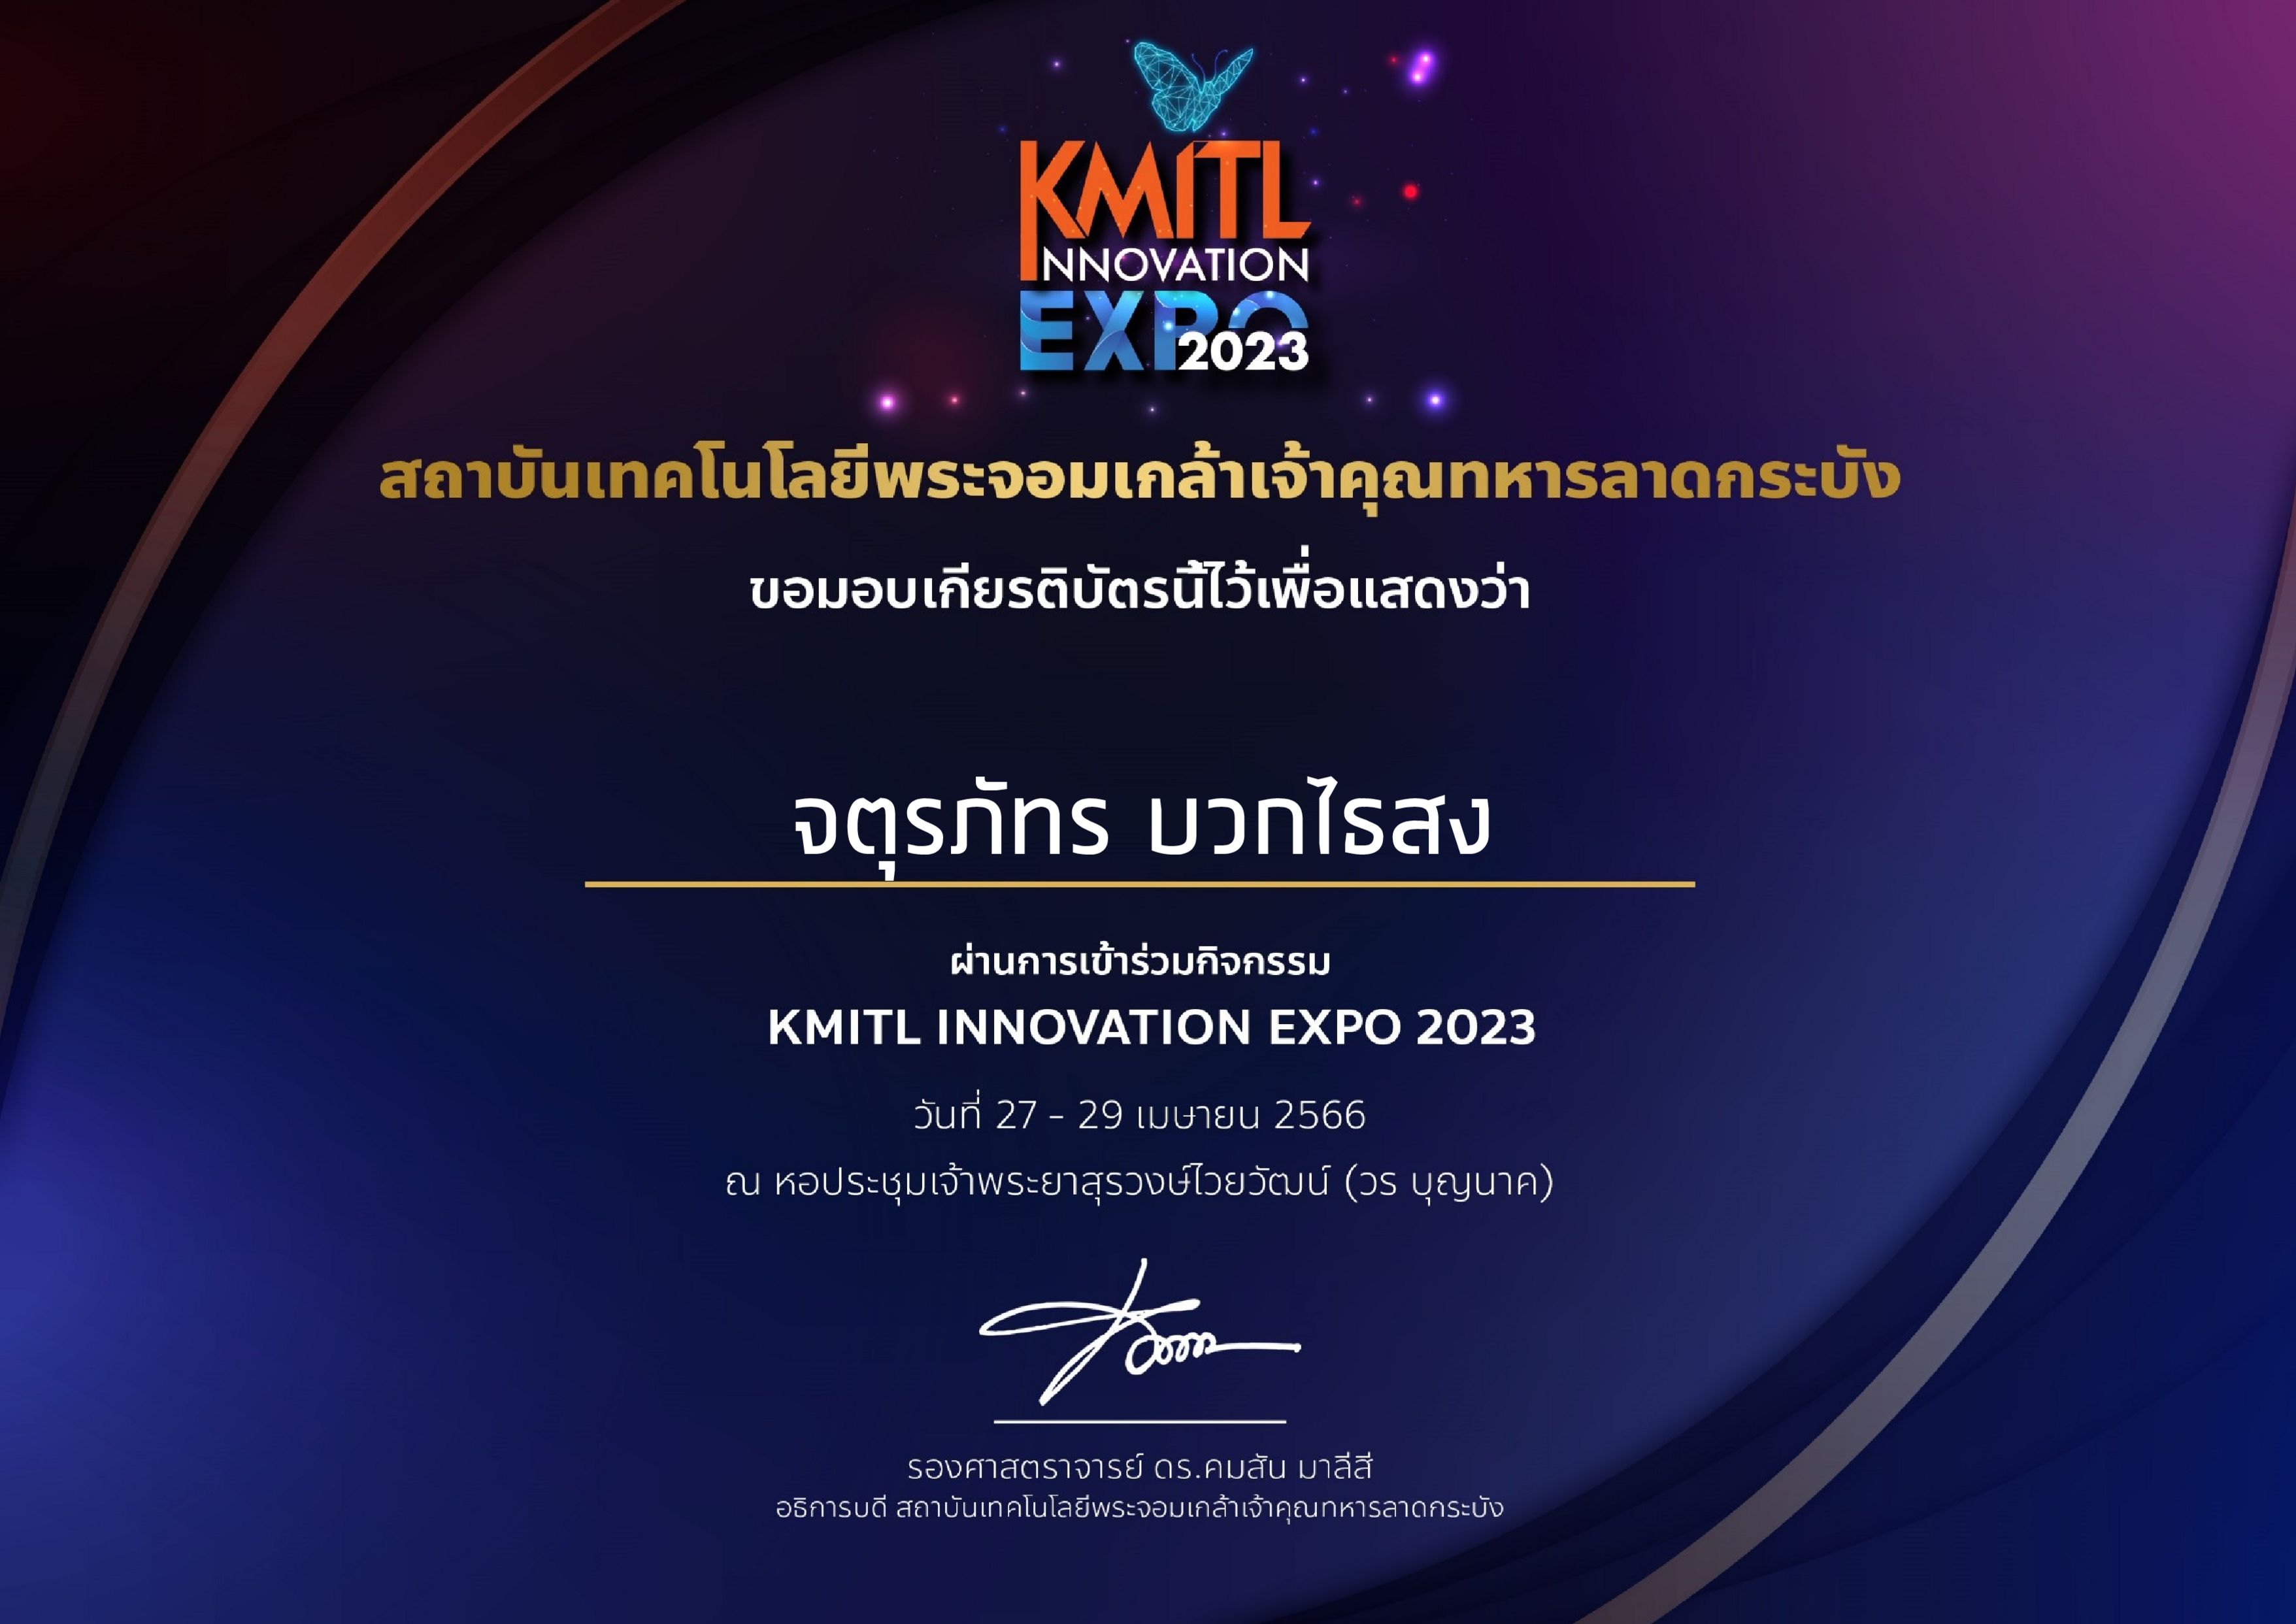 KMITL
INNOVATION
EXPO
2023
สถาบันเทคโนโลยีพระจอมเกล้าเจ้าคุณทหารลาดกระบัง
ขอมอบเกียรติบัตรนี้ไว้เพื่อแสดงว่า
จตุรภัทร บวกไธสง
ผ่านการเข้าร่วมกิจกรรม
KMITL INNOVATION EXPO 2023
วันที่ 27 - 29 เมษายน 2566
ณ หอประชุมเจ้าพระยาสุรวงษ์ไวยวัฒน์ (วร บุญนาค)
รองศาสตราจารย์ ดร.คมสัน มาลีสี
อธิการบดี สถาบันเทคโนโลยีพระจอมเกล้าเจ้าคุณทหารลาดกระบัง